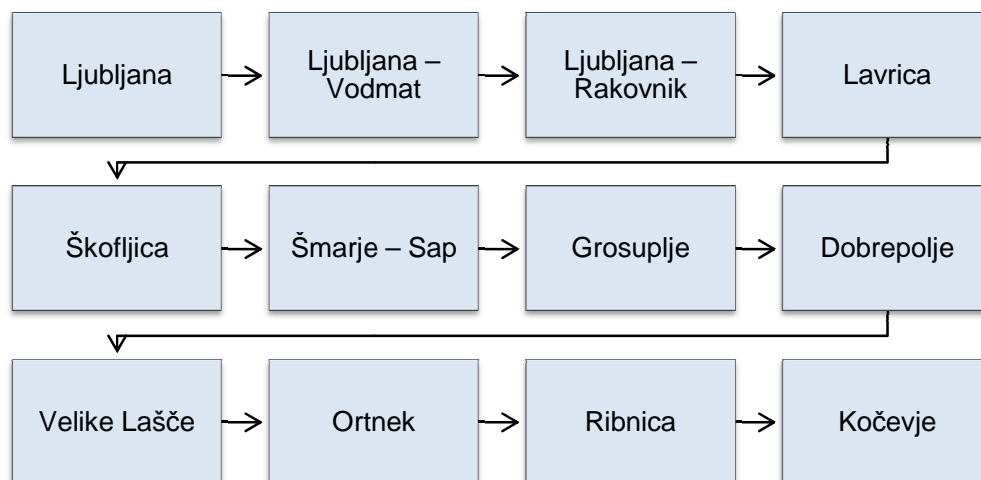 Ljubljana
Ljubljana –
Vodmat
Ljubljana –
Rakovnik
Lavrica
Škofljica
Šmarje – Sap
Grosuplje
Dobrepolje
Velike Lašče
Ortnek
Ribnica
Kočevje